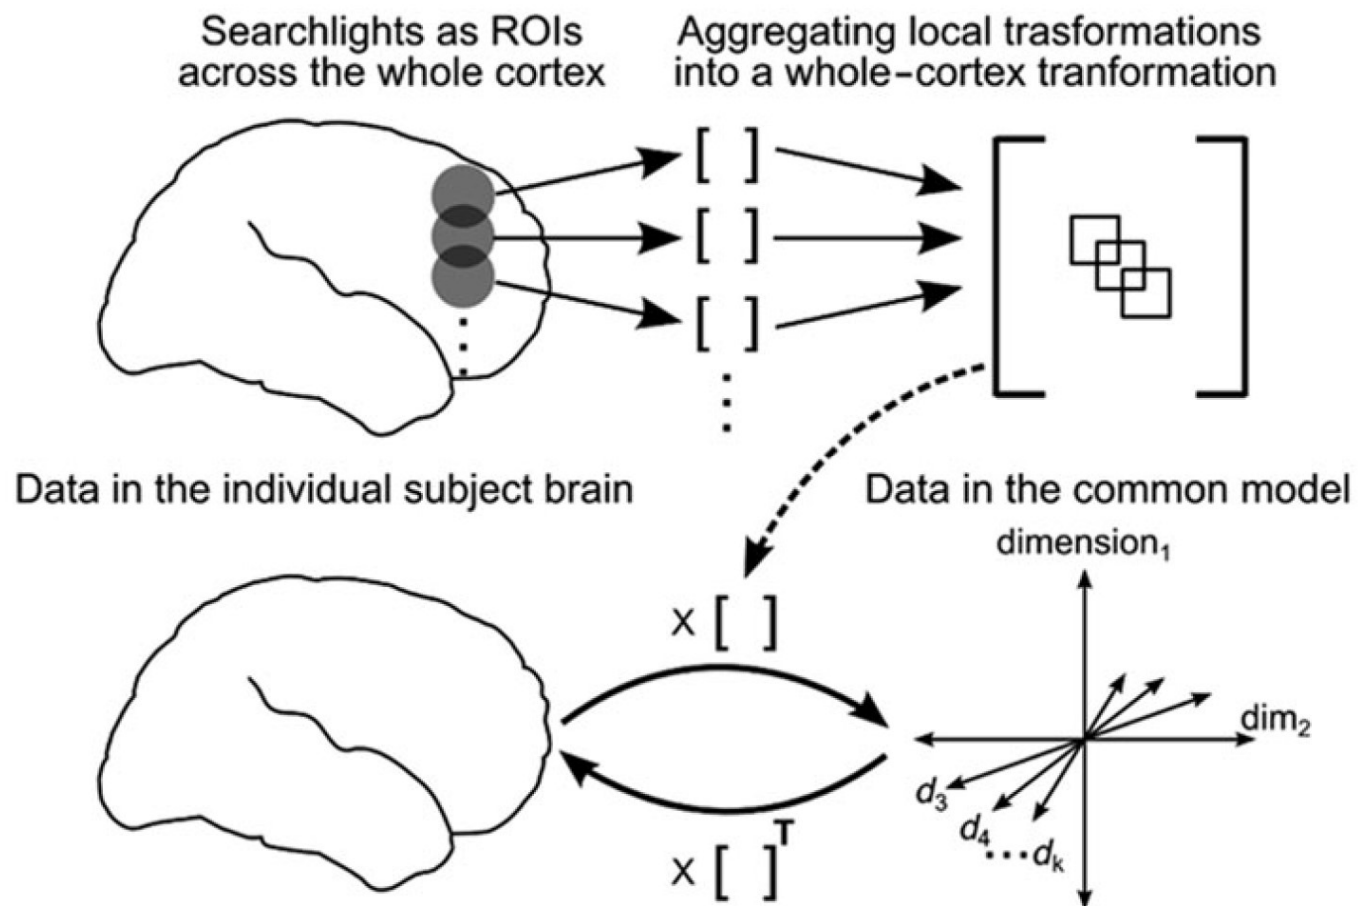 Searchlights as ROIs
across the whole cortex
Aggregating local trasformations
into a whole-cortex tranformation
[ ]
[ ]
[ ]
Data in the individual subject brain
Data in the common model
dimension₁
x [ ]
dim₂
d₃
d₄
...dₖ
x [ ]ᵀ